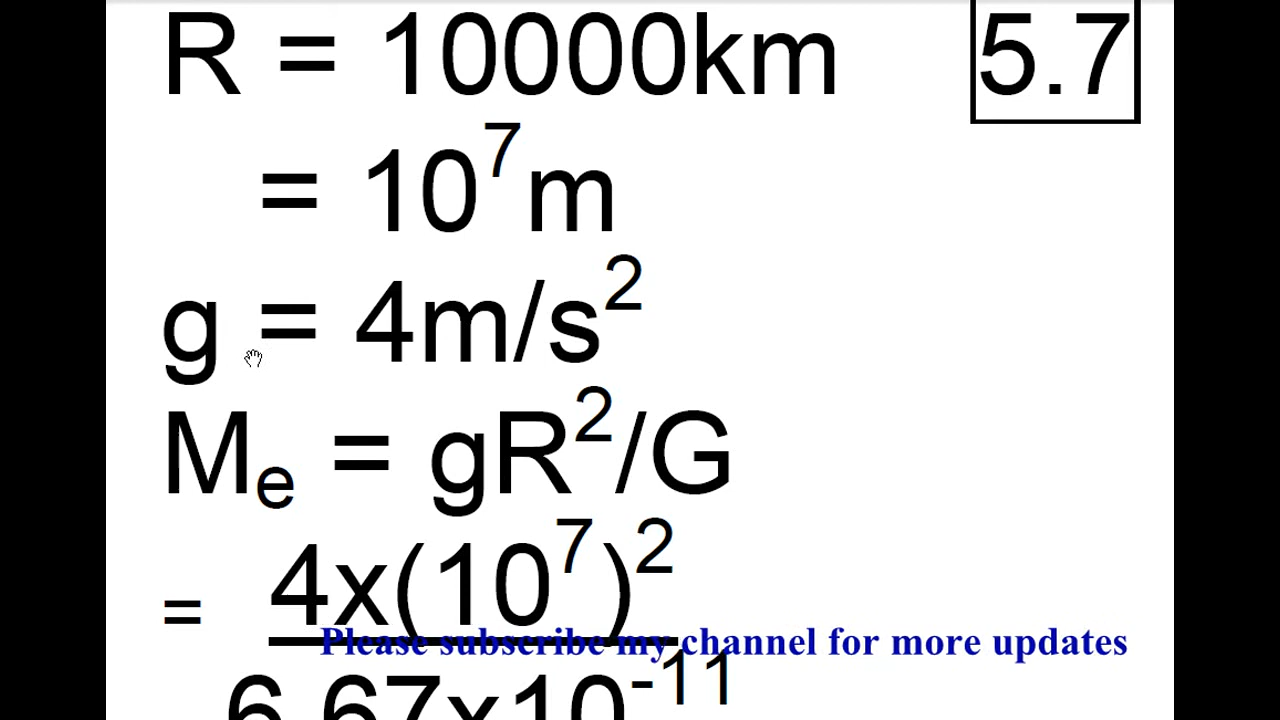 R = 10000km
5.7
= 10⁷m
g = 4m/s²
Mₑ = gR²/G
= 4x(10⁷)²
Please subscribe my channel for more updates
6.67x10⁻¹¹